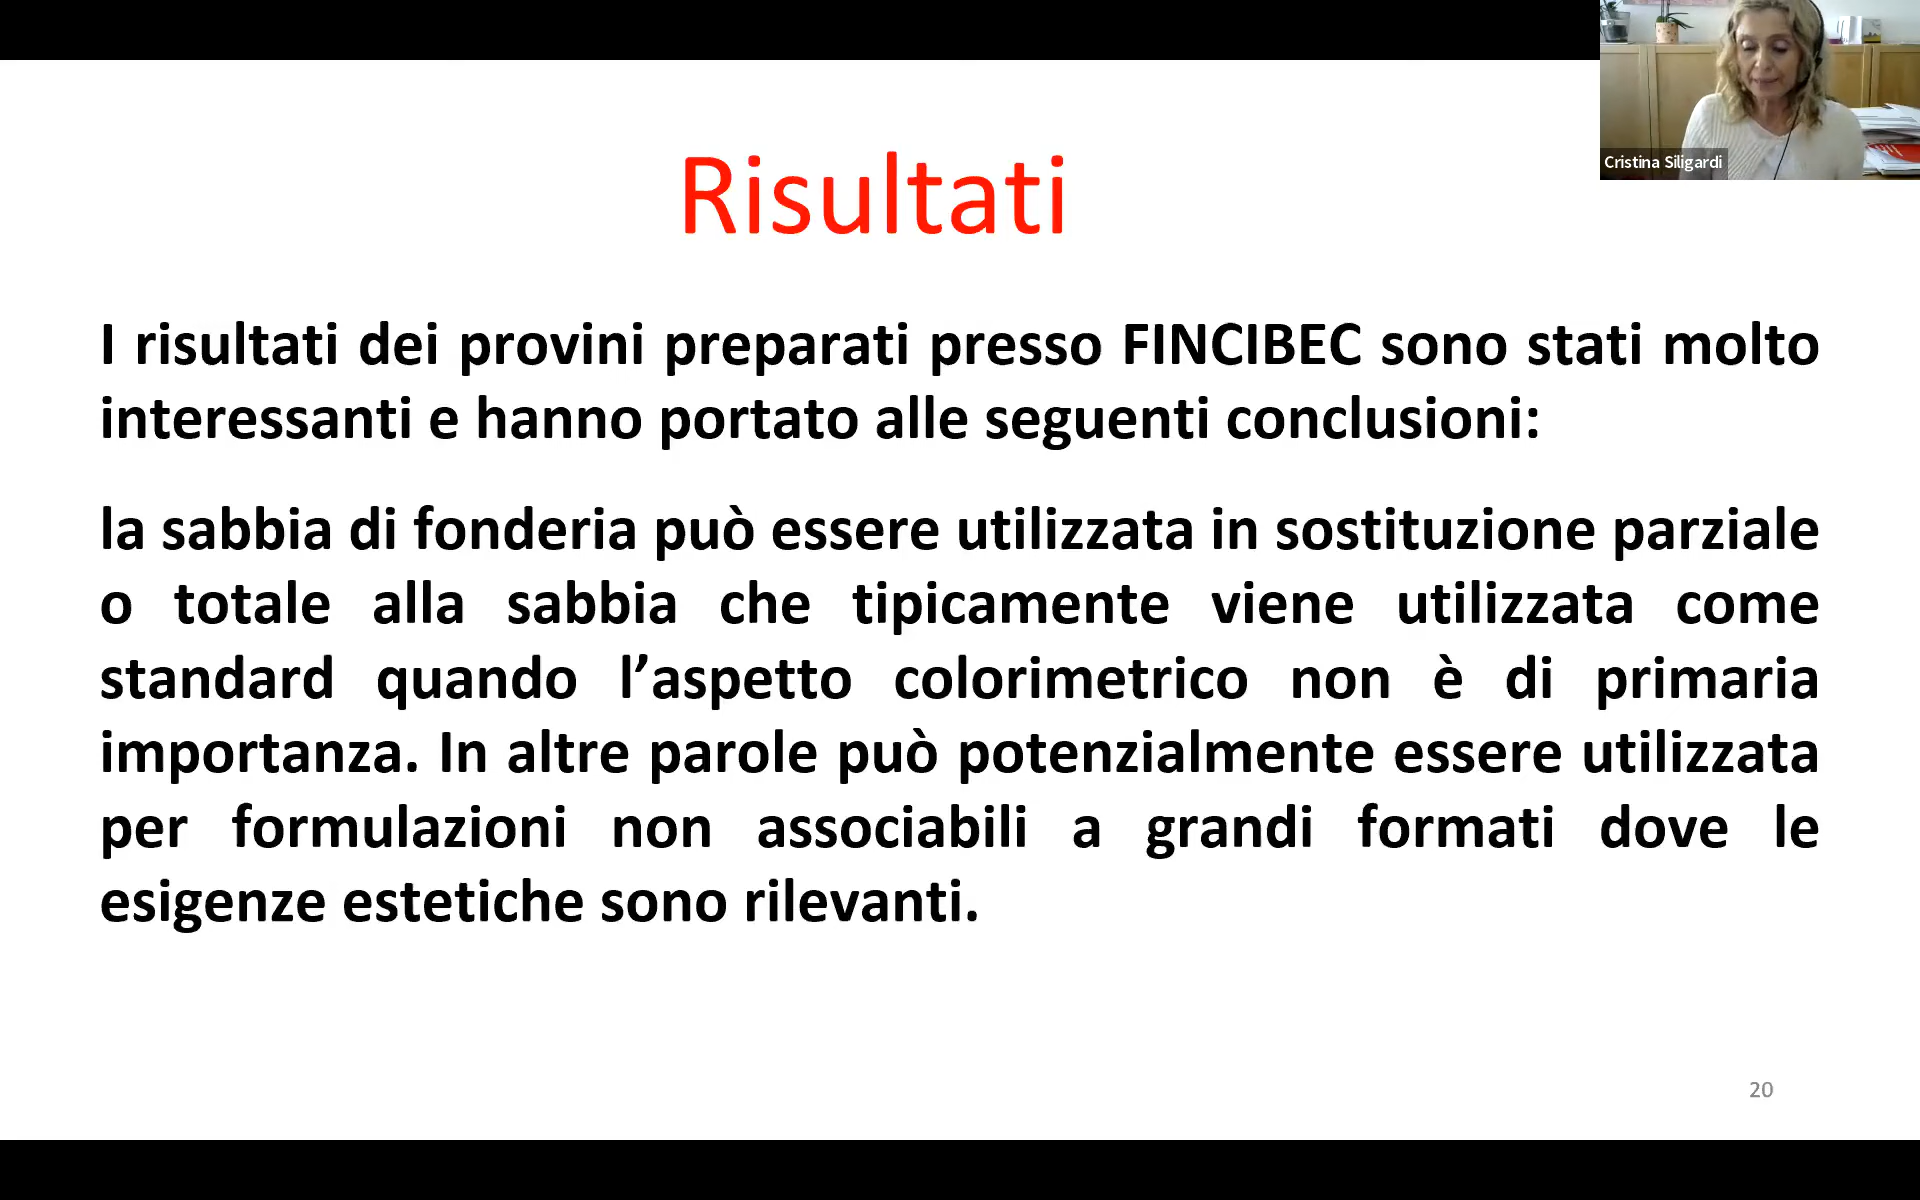 Cristina Siligardi
Risultati
I risultati dei provini preparati presso FINCIBEC sono stati molto
interessanti e hanno portato alle seguenti conclusioni:
la sabbia di fonderia può essere utilizzata in sostituzione parziale
o totale alla sabbia che tipicamente viene utilizzata come
standard quando l’aspetto colorimetrico non è di primaria
importanza. In altre parole può potenzialmente essere utilizzata
per formulazioni non associabili a grandi formati dove le
esigenze estetiche sono rilevanti.
20